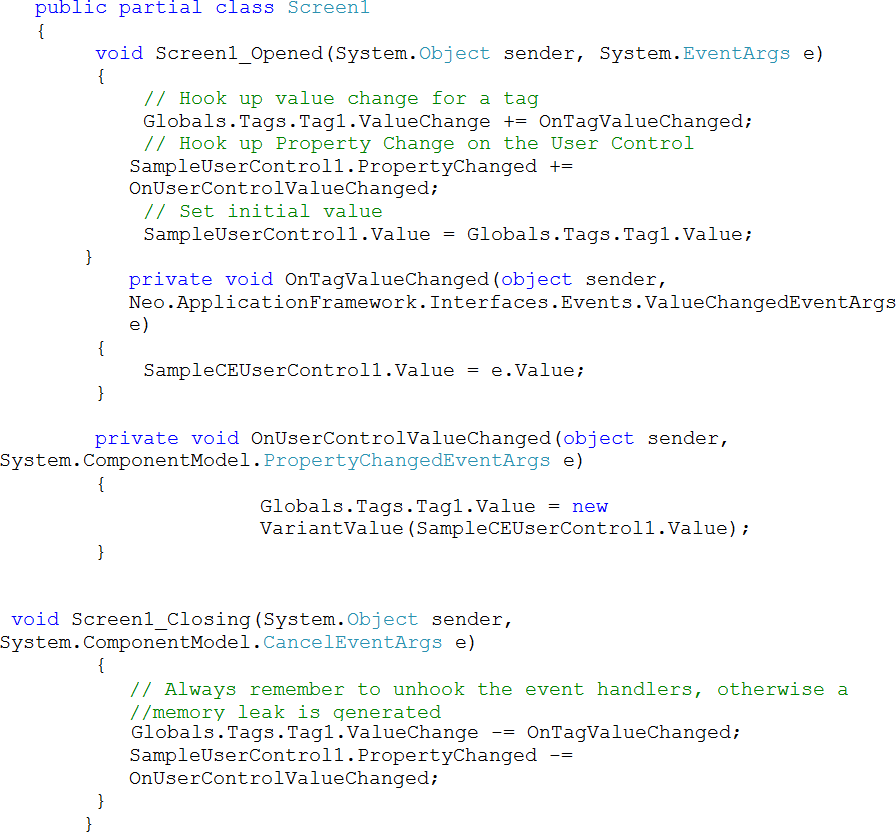 public partial class Screen1
{
void Screen1_Opened(System.Object sender, System.EventArgs e)
{
// Hook up value change for a tag
Globals.Tags.Tag1.ValueChange += OnTagValueChanged;
// Hook up Property Change on the User Control
SampleUserControl1.PropertyChanged +=
OnUserControlValueChanged;
// Set initial value
SampleUserControl1.Value = Globals.Tags.Tag1.Value;
}
private void OnTagValueChanged(object sender,
Neo.ApplicationFramework.Interfaces.Events.ValueChangedEventArgs
e)
{
SampleCEUserControl1.Value = e.Value;
}
private void OnUserControlValueChanged(object sender,
System.ComponentModel.PropertyChangedEventArgs e)
{
Globals.Tags.Tag1.Value = new
VariantValue(SampleCEUserControl1.Value);
}
void Screen1_Closing(System.Object sender,
System.ComponentModel.CancelEventArgs e)
{
// Always remember to unhook the event handlers, otherwise a
//memory leak is generated
Globals.Tags.Tag1.ValueChange -= OnTagValueChanged;
SampleUserControl1.PropertyChanged -=
OnUserControlValueChanged;
}
}